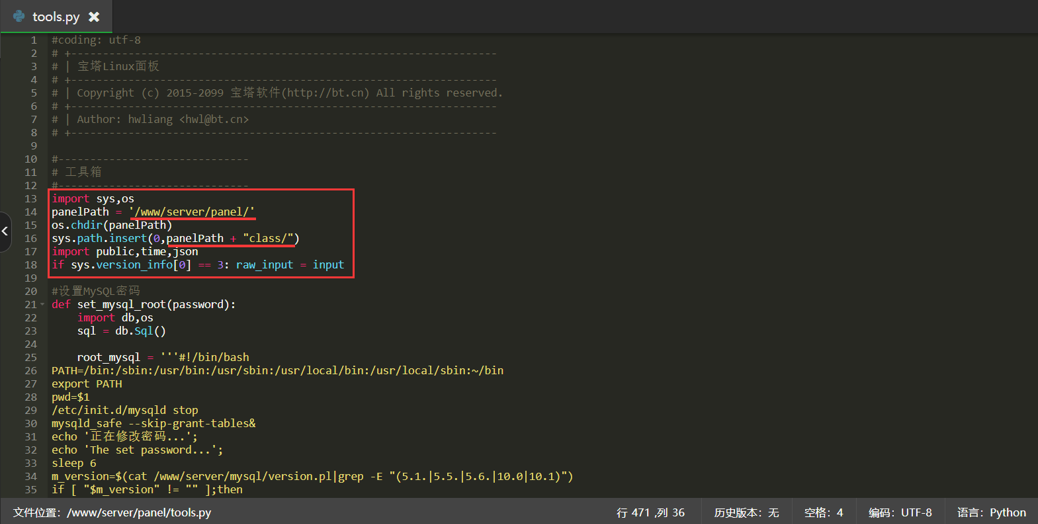 tools.py
1 #coding: utf-8
2 # +-------------------------------------------------------------------
3 # | 宝塔Linux面板
4 # +-------------------------------------------------------------------
5 # | Copyright (c) 2015-2099 宝塔软件(http://bt.cn) All rights reserved.
6 # +-------------------------------------------------------------------
7 # | Author: hwliang <hwl@bt.cn>
8 # +-------------------------------------------------------------------
9
10 #------------------------------
11 # 工具箱
12 #------------------------------
13 import sys,os
14 panelPath = '/www/server/panel/'
15 os.chdir(panelPath)
16 sys.path.insert(0,panelPath + "class/")
17 import public,time,json
18 if sys.version_info[0] == 3: raw_input = input
19
20 #设置MySQL密码
21 def set_mysql_root(password):
22     import db,os
23     sql = db.Sql()
24
25     root_mysql = '''#!/bin/bash
26 PATH=/bin:/sbin:/usr/bin:/usr/sbin:/usr/local/bin:/usr/local/sbin:~/bin
27 export PATH
28 pwd=$1
29 /etc/init.d/mysqld stop
30 mysqld_safe --skip-grant-tables&
31 echo '正在修改密码...';
32 echo 'The set password...';
33 sleep 6
34 m_version=$(cat /www/server/mysql/version.pl|grep -E "(5.1.|5.5.|5.6.|10.0|10.1)")
35 if [ "$m_version" != "" ];then
文件位置： /www/server/panel/tools.py 行 471 ,列 36 历史版本： 无 空格： 4 编码： UTF-8 语言： Python